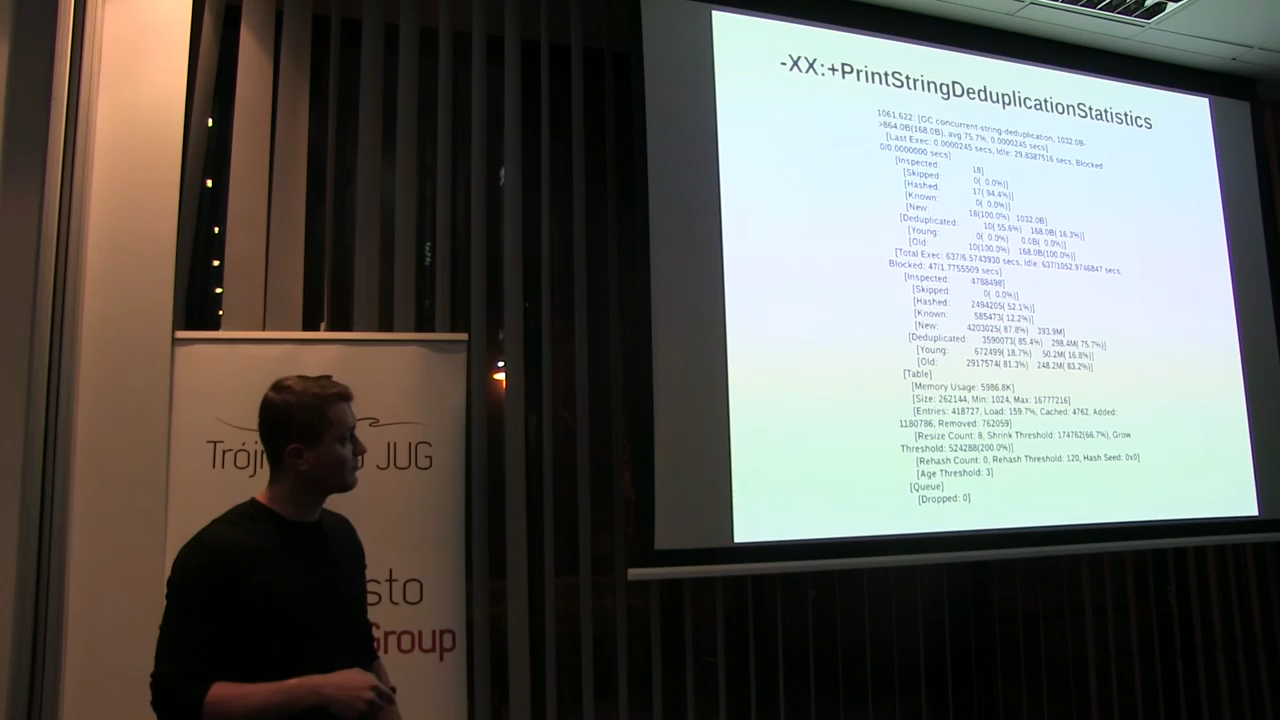 -XX:+PrintStringDeduplicationStatistics
1061.622: [GC concurrent-string-deduplication, 1032.0B-
>864.0B(168.0B), avg 75.7%, 0.0000245 secs]
[Last Exec: 0.0000245 secs, Idle: 29.8387516 secs, Blocked:
0/0.0000000 secs]
[Inspected: 18]
[Skipped: 0( 0.0%)]
[Hashed: 17( 94.4%)]
[Known: 0( 0.0%)]
[New: 18(100.0%) 1032.0B]
[Deduplicated: 10( 55.6%) 168.0B( 16.3%)]
[Young: 0( 0.0%) 0.0B( 0.0%)]
[Old: 10(100.0%) 168.0B(100.0%)]
[Total Exec: 637/6.5743930 secs, Idle: 637/1052.9746847 secs,
Blocked: 47/1.7755509 secs]
[Inspected: 4788498]
[Skipped: 0( 0.0%)]
[Hashed: 2494205( 52.1%)]
[Known: 585473( 12.2%)]
[New: 4203025( 87.8%) 393.9M]
[Deduplicated: 3590073( 85.4%) 298.4M( 75.7%)]
[Young: 672499( 18.7%) 50.2M( 16.8%)]
[Old: 2917574( 81.3%) 248.2M( 83.2%)]
[Table]
[Memory Usage: 5986.8K]
[Size: 262144, Min: 1024, Max: 16777216]
[Entries: 418727, Load: 159.7%, Cached: 4762, Added:
1180786, Removed: 762059]
[Resize Count: 8, Shrink Threshold: 174762(66.7%), Grow
Threshold: 524288(200.0%)]
[Rehash Count: 0, Rehash Threshold: 120, Hash Seed: 0x0]
[Age Threshold: 3]
[Queue]
[Dropped: 0]
JUG
sto
Group